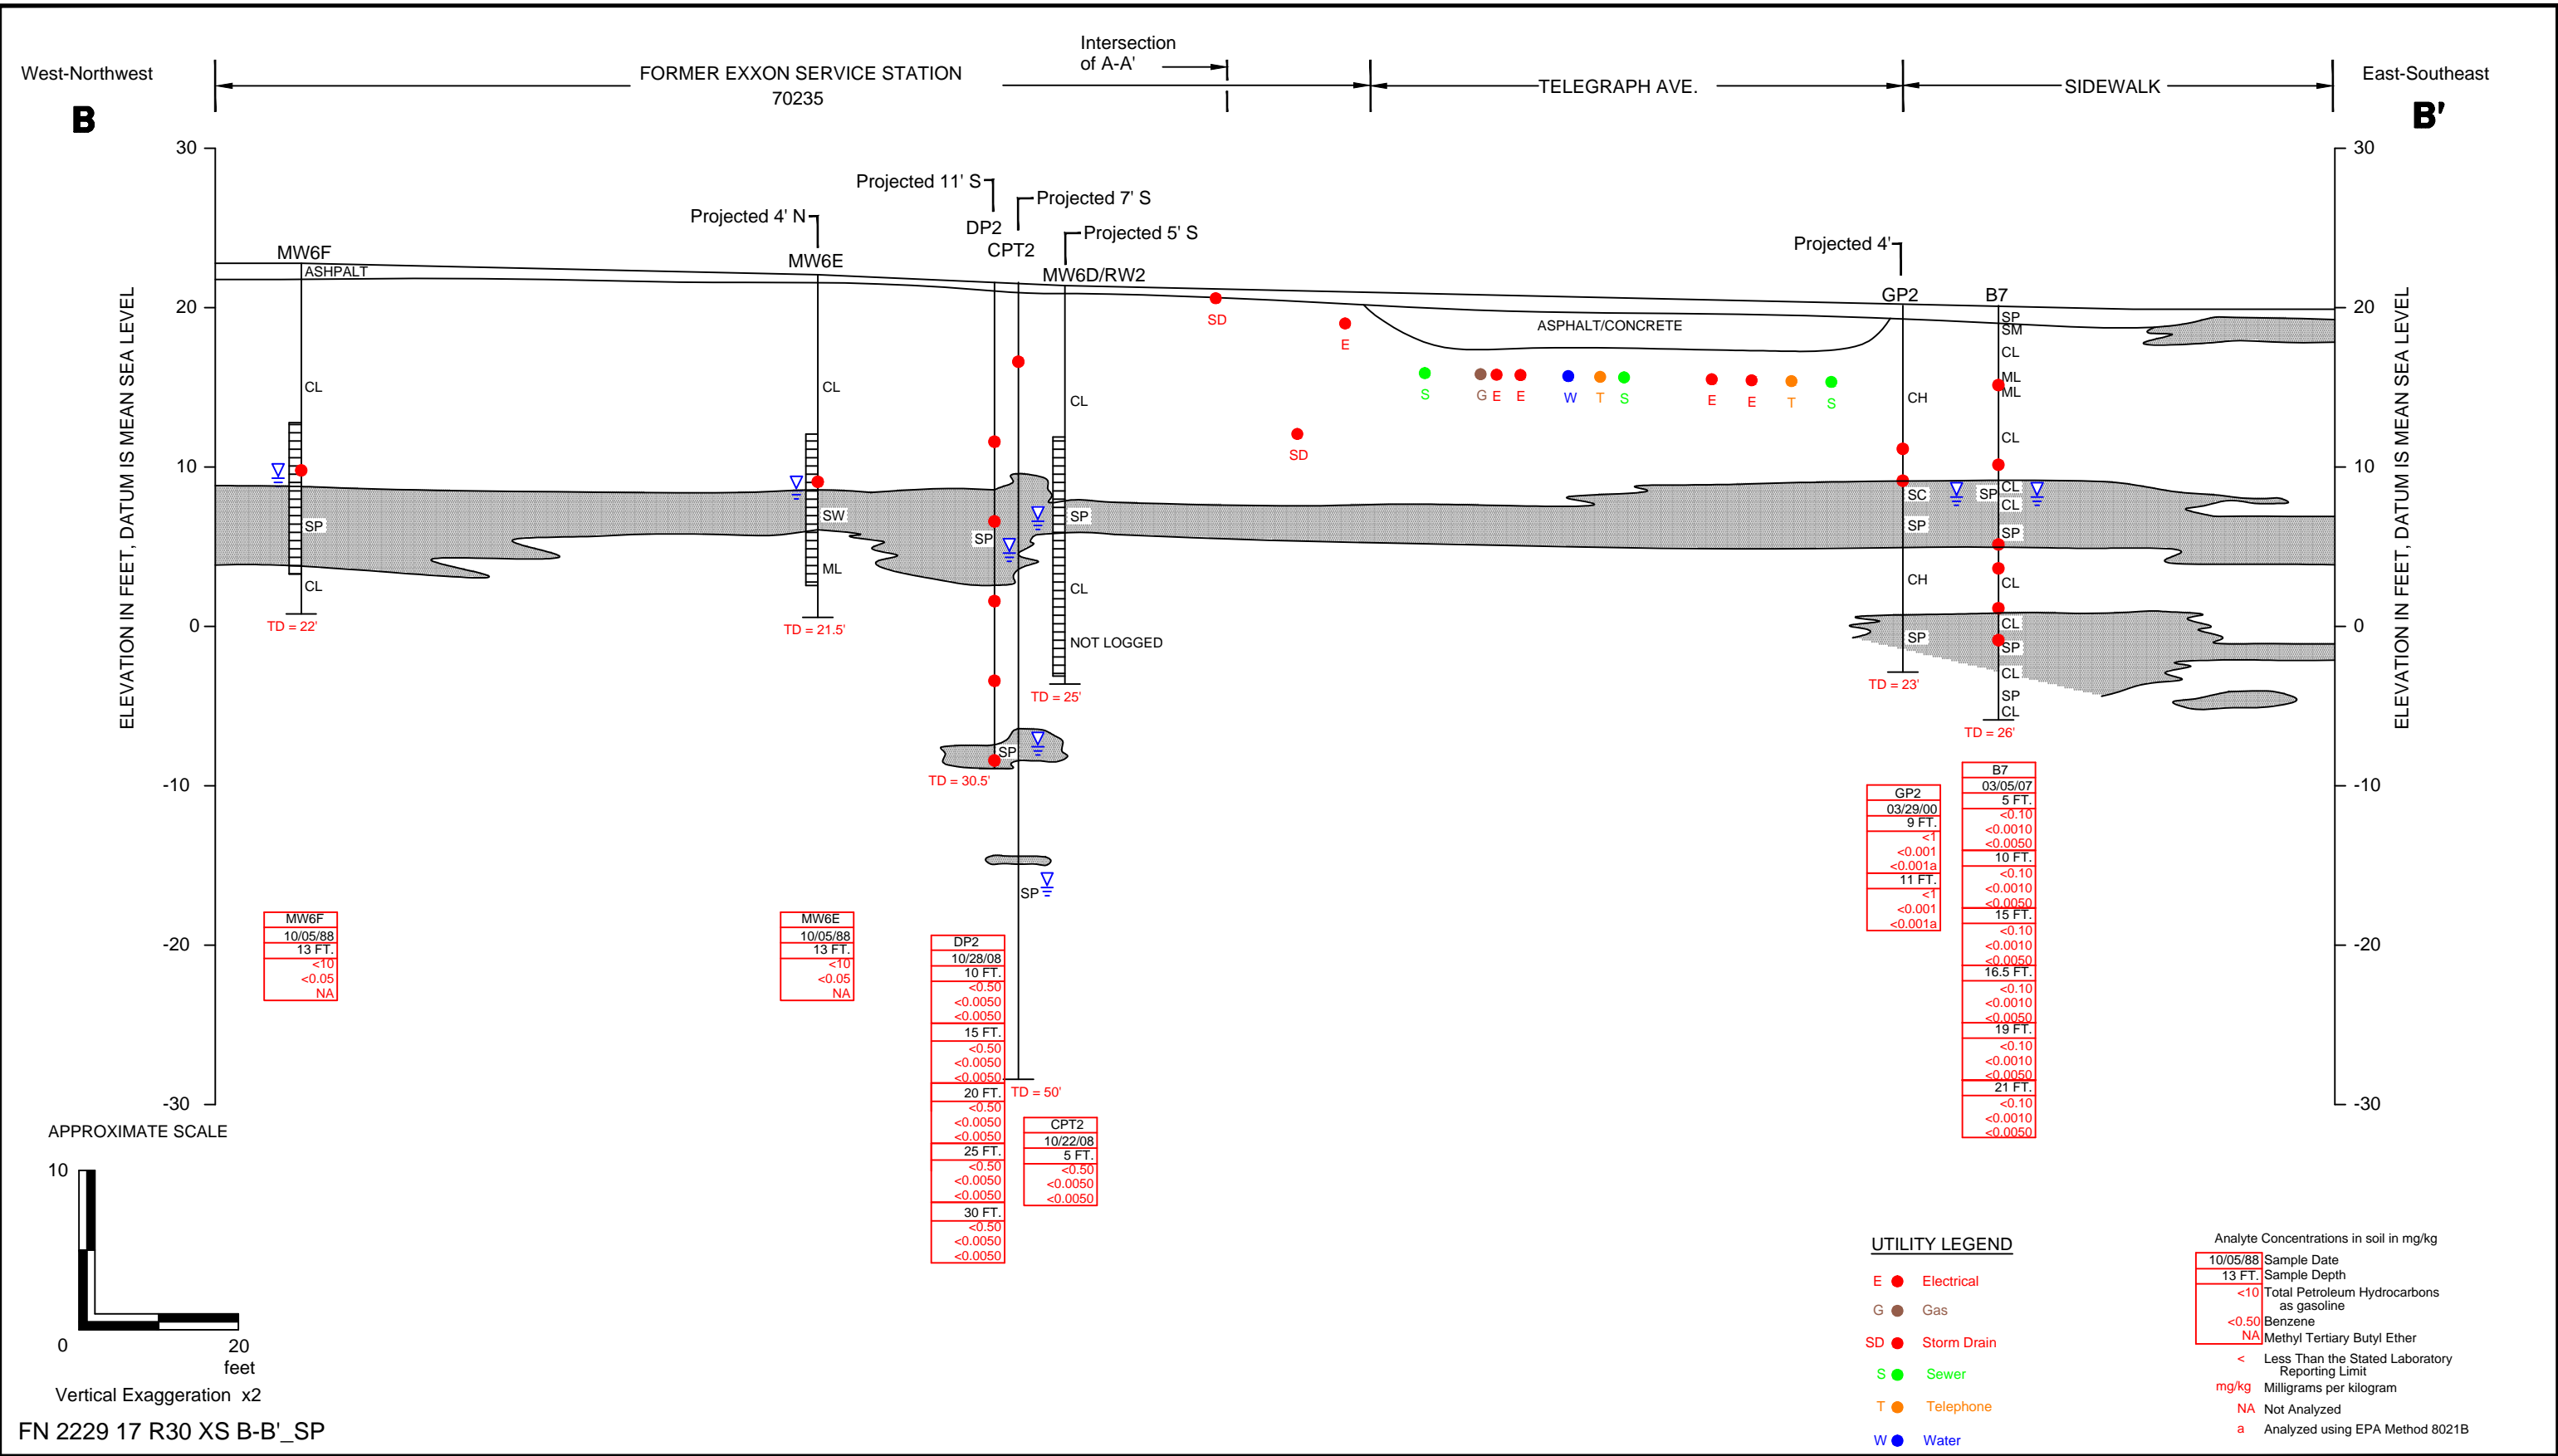 Intersection
of A-A'
West-Northwest
FORMER EXXON SERVICE STATION
70235
TELEGRAPH AVE.
SIDEWALK
East-Southeast
B
B'
30
30
Projected 11' S
Projected 7' S
Projected 4' N
DP2
Projected 5' S
CPT2
Projected 4'
MW6F
MW6E
MW6D/RW2
ASHPALT
GP2
B7
20
20
SD
E
ASPHALT/CONCRETE
SP
SM
CL
S
G
E
E
W
T
S
E
E
T
S
ML
ML
CL
CL
CL
CH
CL
SD
10
10
SP
SW
SP
SP
SC
SP
CL
CL
SP
SP
CL
ML
CL
CH
CL
TD = 22'
TD = 21.5'
0
0
NOT LOGGED
SP
CL
SP
CL
SP
CL
TD = 25'
TD = 23'
TD = 26'
SP
TD = 30.5'
-10
-10
SP
-20
-20
TD = 50'
-30
-30
ELEVATION IN FEET, DATUM IS MEAN SEA LEVEL
ELEVATION IN FEET, DATUM IS MEAN SEA LEVEL
MW6F
10/05/88
13 FT.
<10
<0.05
NA
MW6E
10/05/88
13 FT.
<10
<0.05
NA
DP2
10/28/08
10 FT.
<0.50
<0.0050
<0.0050
15 FT.
<0.50
<0.0050
<0.0050
20 FT.
<0.50
<0.0050
<0.0050
25 FT.
<0.50
<0.0050
<0.0050
30 FT.
<0.50
<0.0050
<0.0050
CPT2
10/22/08
5 FT.
<0.50
<0.0050
<0.0050
GP2
03/29/00
9 FT.
<1
<0.001
<0.001a
11 FT.
<1
<0.001
<0.001a
B7
03/05/07
5 FT.
<0.10
<0.0010
<0.0050
10 FT.
<0.10
<0.0010
<0.0050
15 FT.
<0.10
<0.0010
<0.0050
16.5 FT.
<0.10
<0.0010
<0.0050
19 FT.
<0.10
<0.0010
<0.0050
21 FT.
<0.10
<0.0010
<0.0050
APPROXIMATE SCALE
10
0
20
feet
Vertical Exaggeration x2
FN 2229 17 R30 XS B-B'_SP
UTILITY LEGEND
E Electrical
G Gas
SD Storm Drain
S Sewer
T Telephone
W Water
Analyte Concentrations in soil in mg/kg
10/05/88 Sample Date
13 FT. Sample Depth
<10 Total Petroleum Hydrocarbons
as gasoline
<0.50 Benzene
NA Methyl Tertiary Butyl Ether
< Less Than the Stated Laboratory
Reporting Limit
mg/kg Milligrams per kilogram
NA Not Analyzed
a Analyzed using EPA Method 8021B